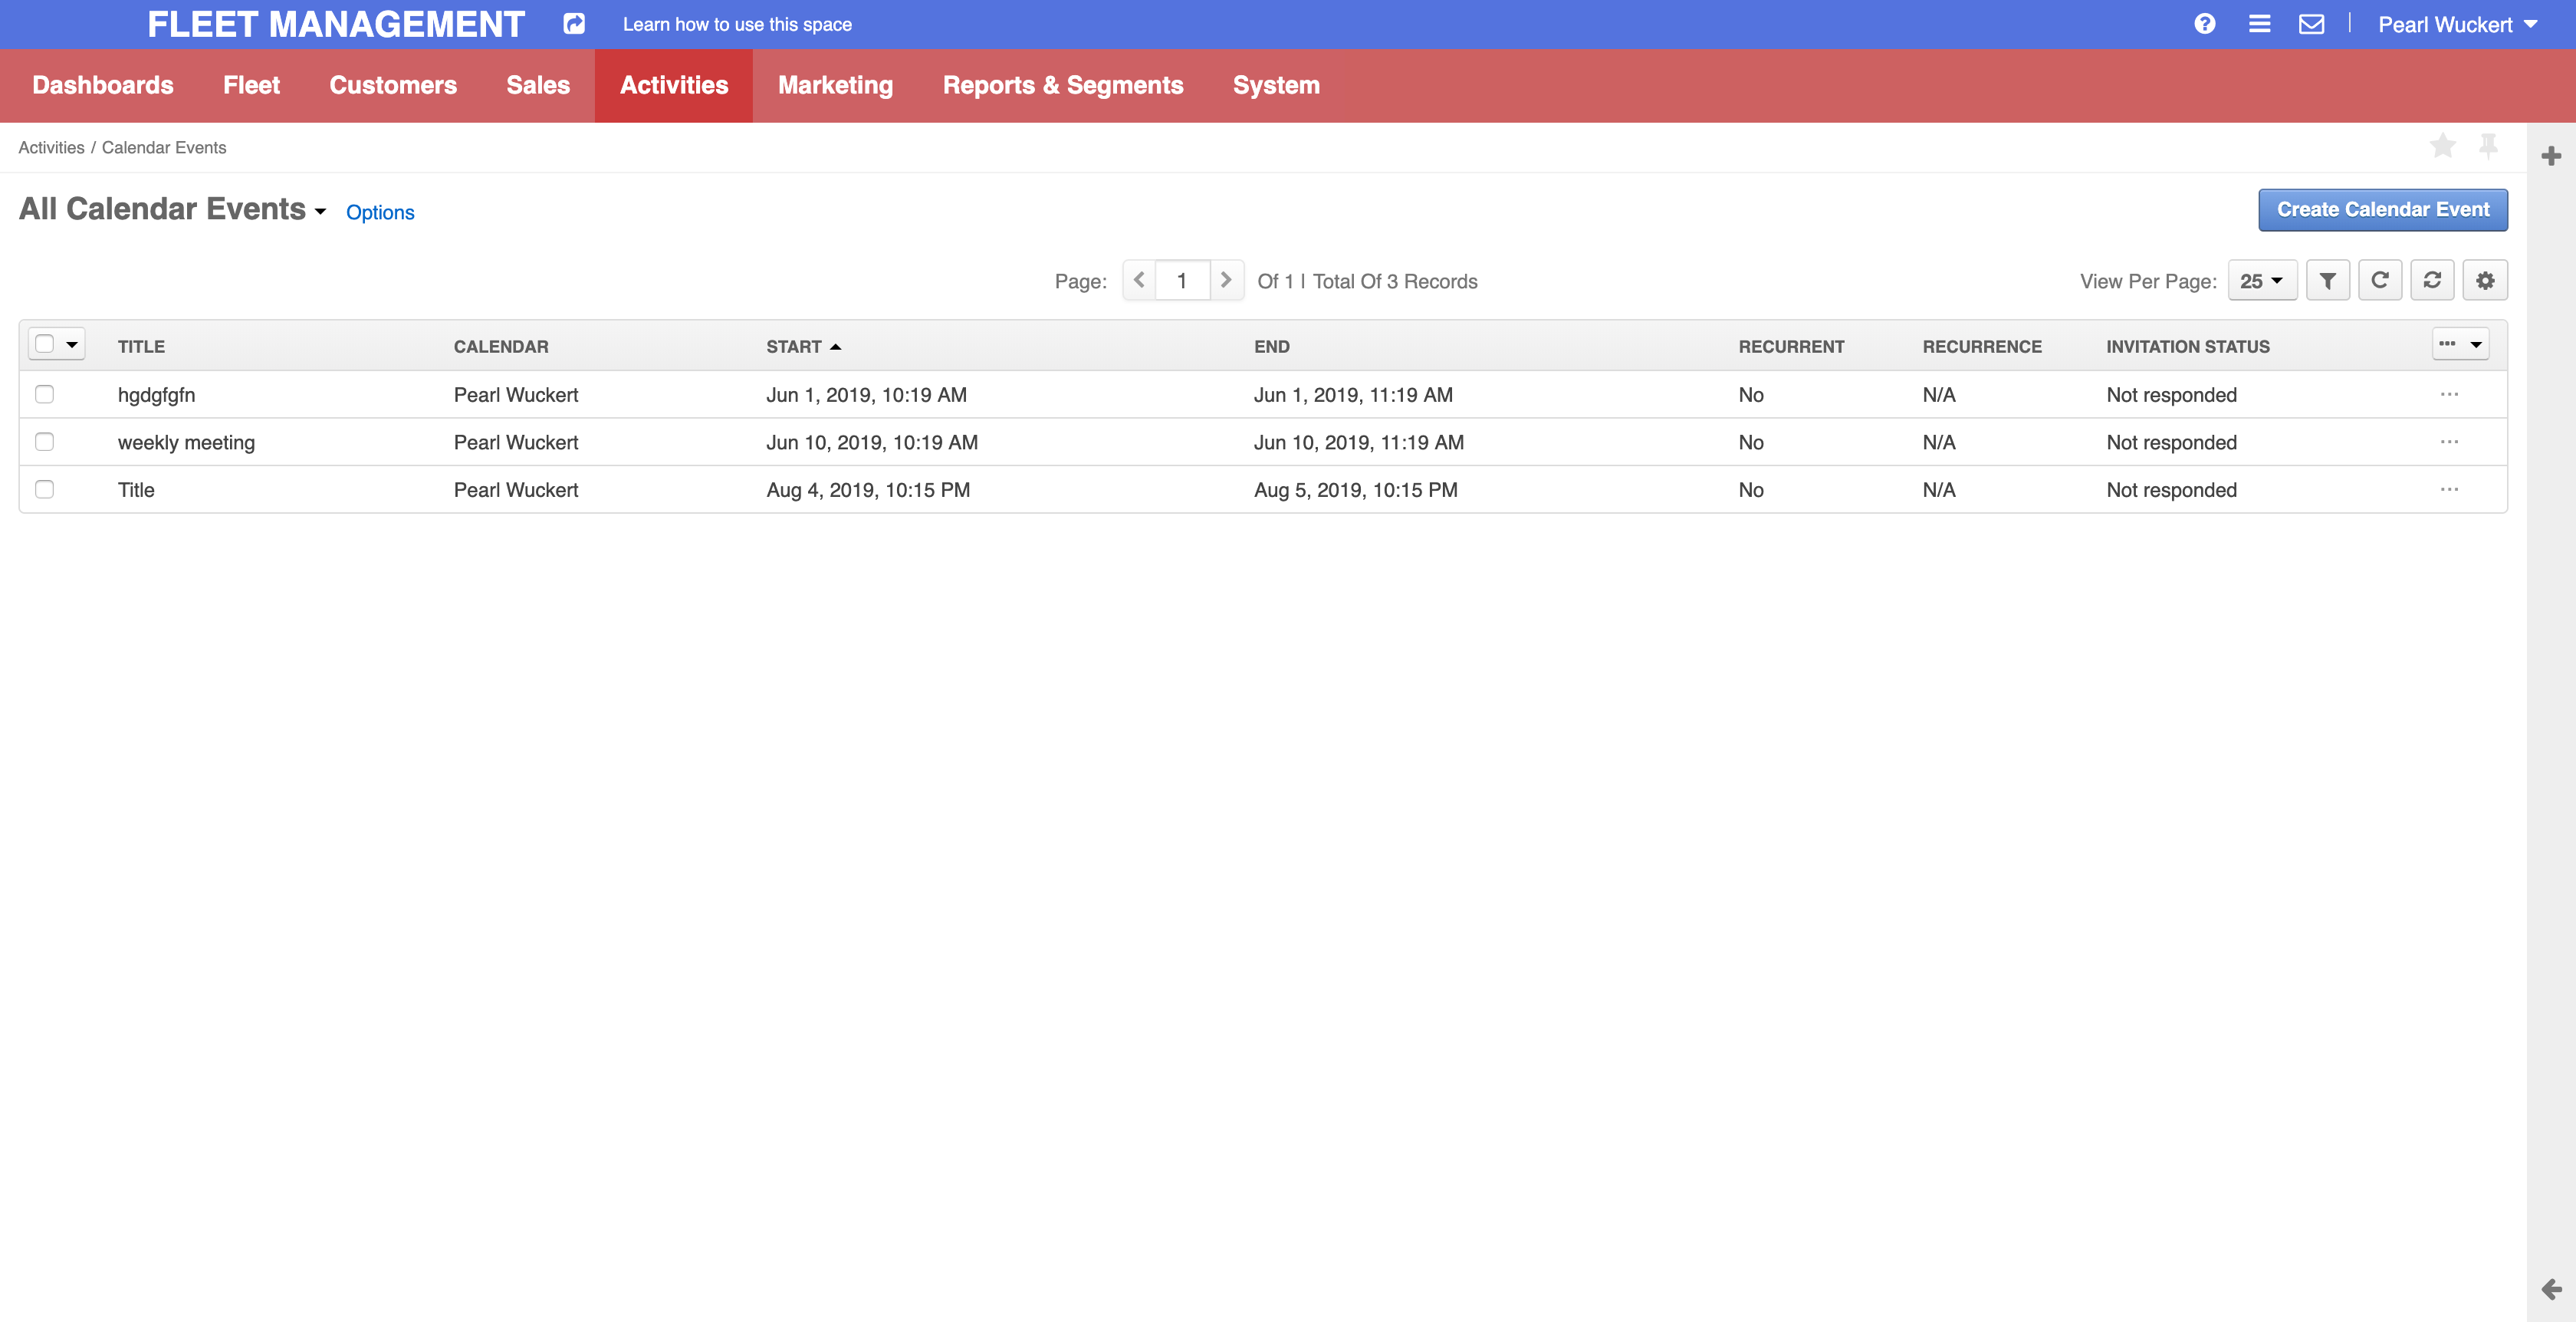 FLEET MANAGEMENT Learn how to use this space Pearl Wuckert
Dashboards Fleet Customers Sales Activities Marketing Reports & Segments System
Activities / Calendar Events
All Calendar Events Options Create Calendar Event
Page: 1 Of 1 | Total Of 3 Records View Per Page: 25
TITLE CALENDAR START END RECURRENT RECURRENCE INVITATION STATUS
hgdgfgfn Pearl Wuckert Jun 1, 2019, 10:19 AM Jun 1, 2019, 11:19 AM No N/A Not responded
weekly meeting Pearl Wuckert Jun 10, 2019, 10:19 AM Jun 10, 2019, 11:19 AM No N/A Not responded
Title Pearl Wuckert Aug 4, 2019, 10:15 PM Aug 5, 2019, 10:15 PM No N/A Not responded